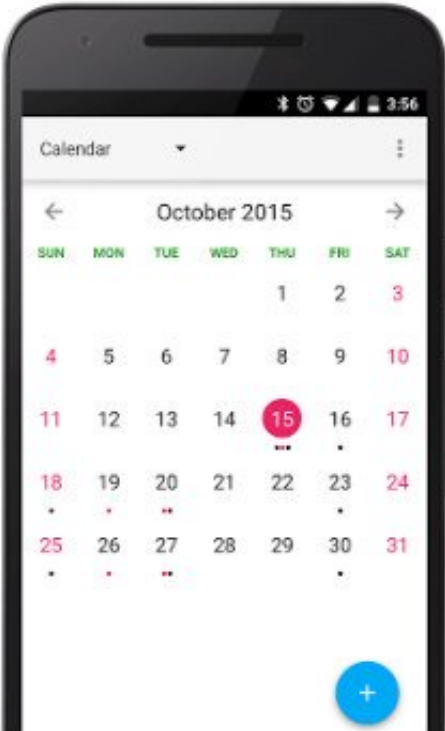 3:56
Calendar
October 2015
SUN MON TUE WED THU FRI SAT
1 2 3
4 5 6 7 8 9 10
11 12 13 14 15 16 17
18 19 20 21 22 23 24
25 26 27 28 29 30 31
+